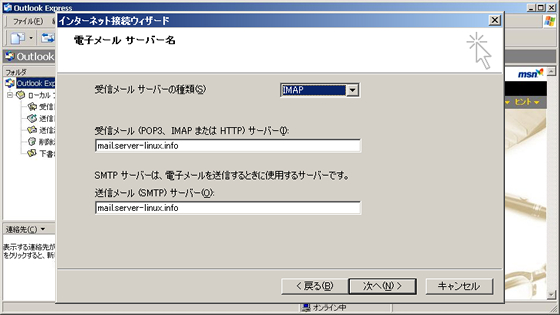 Outlook Express
ファイル(F)
インターネット接続ウィザード
電子メール サーバー名
Outlook
msn
ヒント
フォルダ
Outlook Exp
ローカル フ
受信
送信
送信済
削除済
下書
受信メール サーバーの種類(S)
IMAP
受信メール (POP3、IMAP または HTTP) サーバー(I):
mail.server-linux.info
SMTP サーバーは、電子メールを送信するときに使用するサーバーです。
送信メール (SMTP) サーバー(O):
mail.server-linux.info
連絡先(C)
表示する連絡先が
をクリックすると、新
< 戻る(B)
次へ(N) >
キャンセル
オンライン中